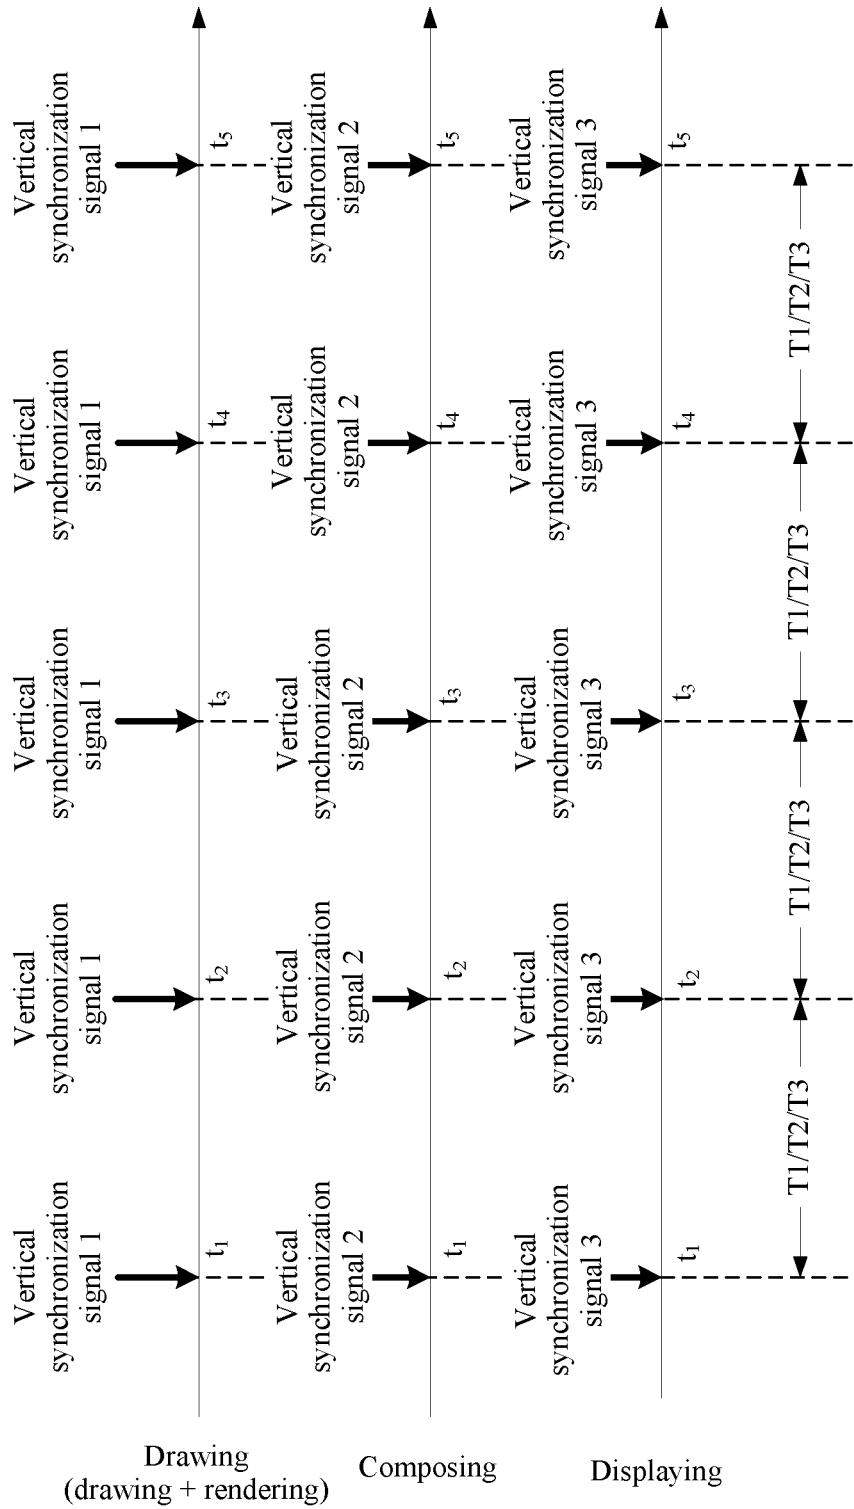 Vertical
synchronization
signal 1
t5
Vertical
synchronization
signal 2
t5
Vertical
synchronization
signal 3
t5
T1/T2/T3
Vertical
synchronization
signal 1
t4
Vertical
synchronization
signal 2
t4
Vertical
synchronization
signal 3
t4
T1/T2/T3
Vertical
synchronization
signal 1
t3
Vertical
synchronization
signal 2
t3
Vertical
synchronization
signal 3
t3
T1/T2/T3
Vertical
synchronization
signal 1
t2
Vertical
synchronization
signal 2
t2
Vertical
synchronization
signal 3
t2
T1/T2/T3
Vertical
synchronization
signal 1
t1
Vertical
synchronization
signal 2
t1
Vertical
synchronization
signal 3
t1
Drawing
(drawing + rendering)
Composing
Displaying